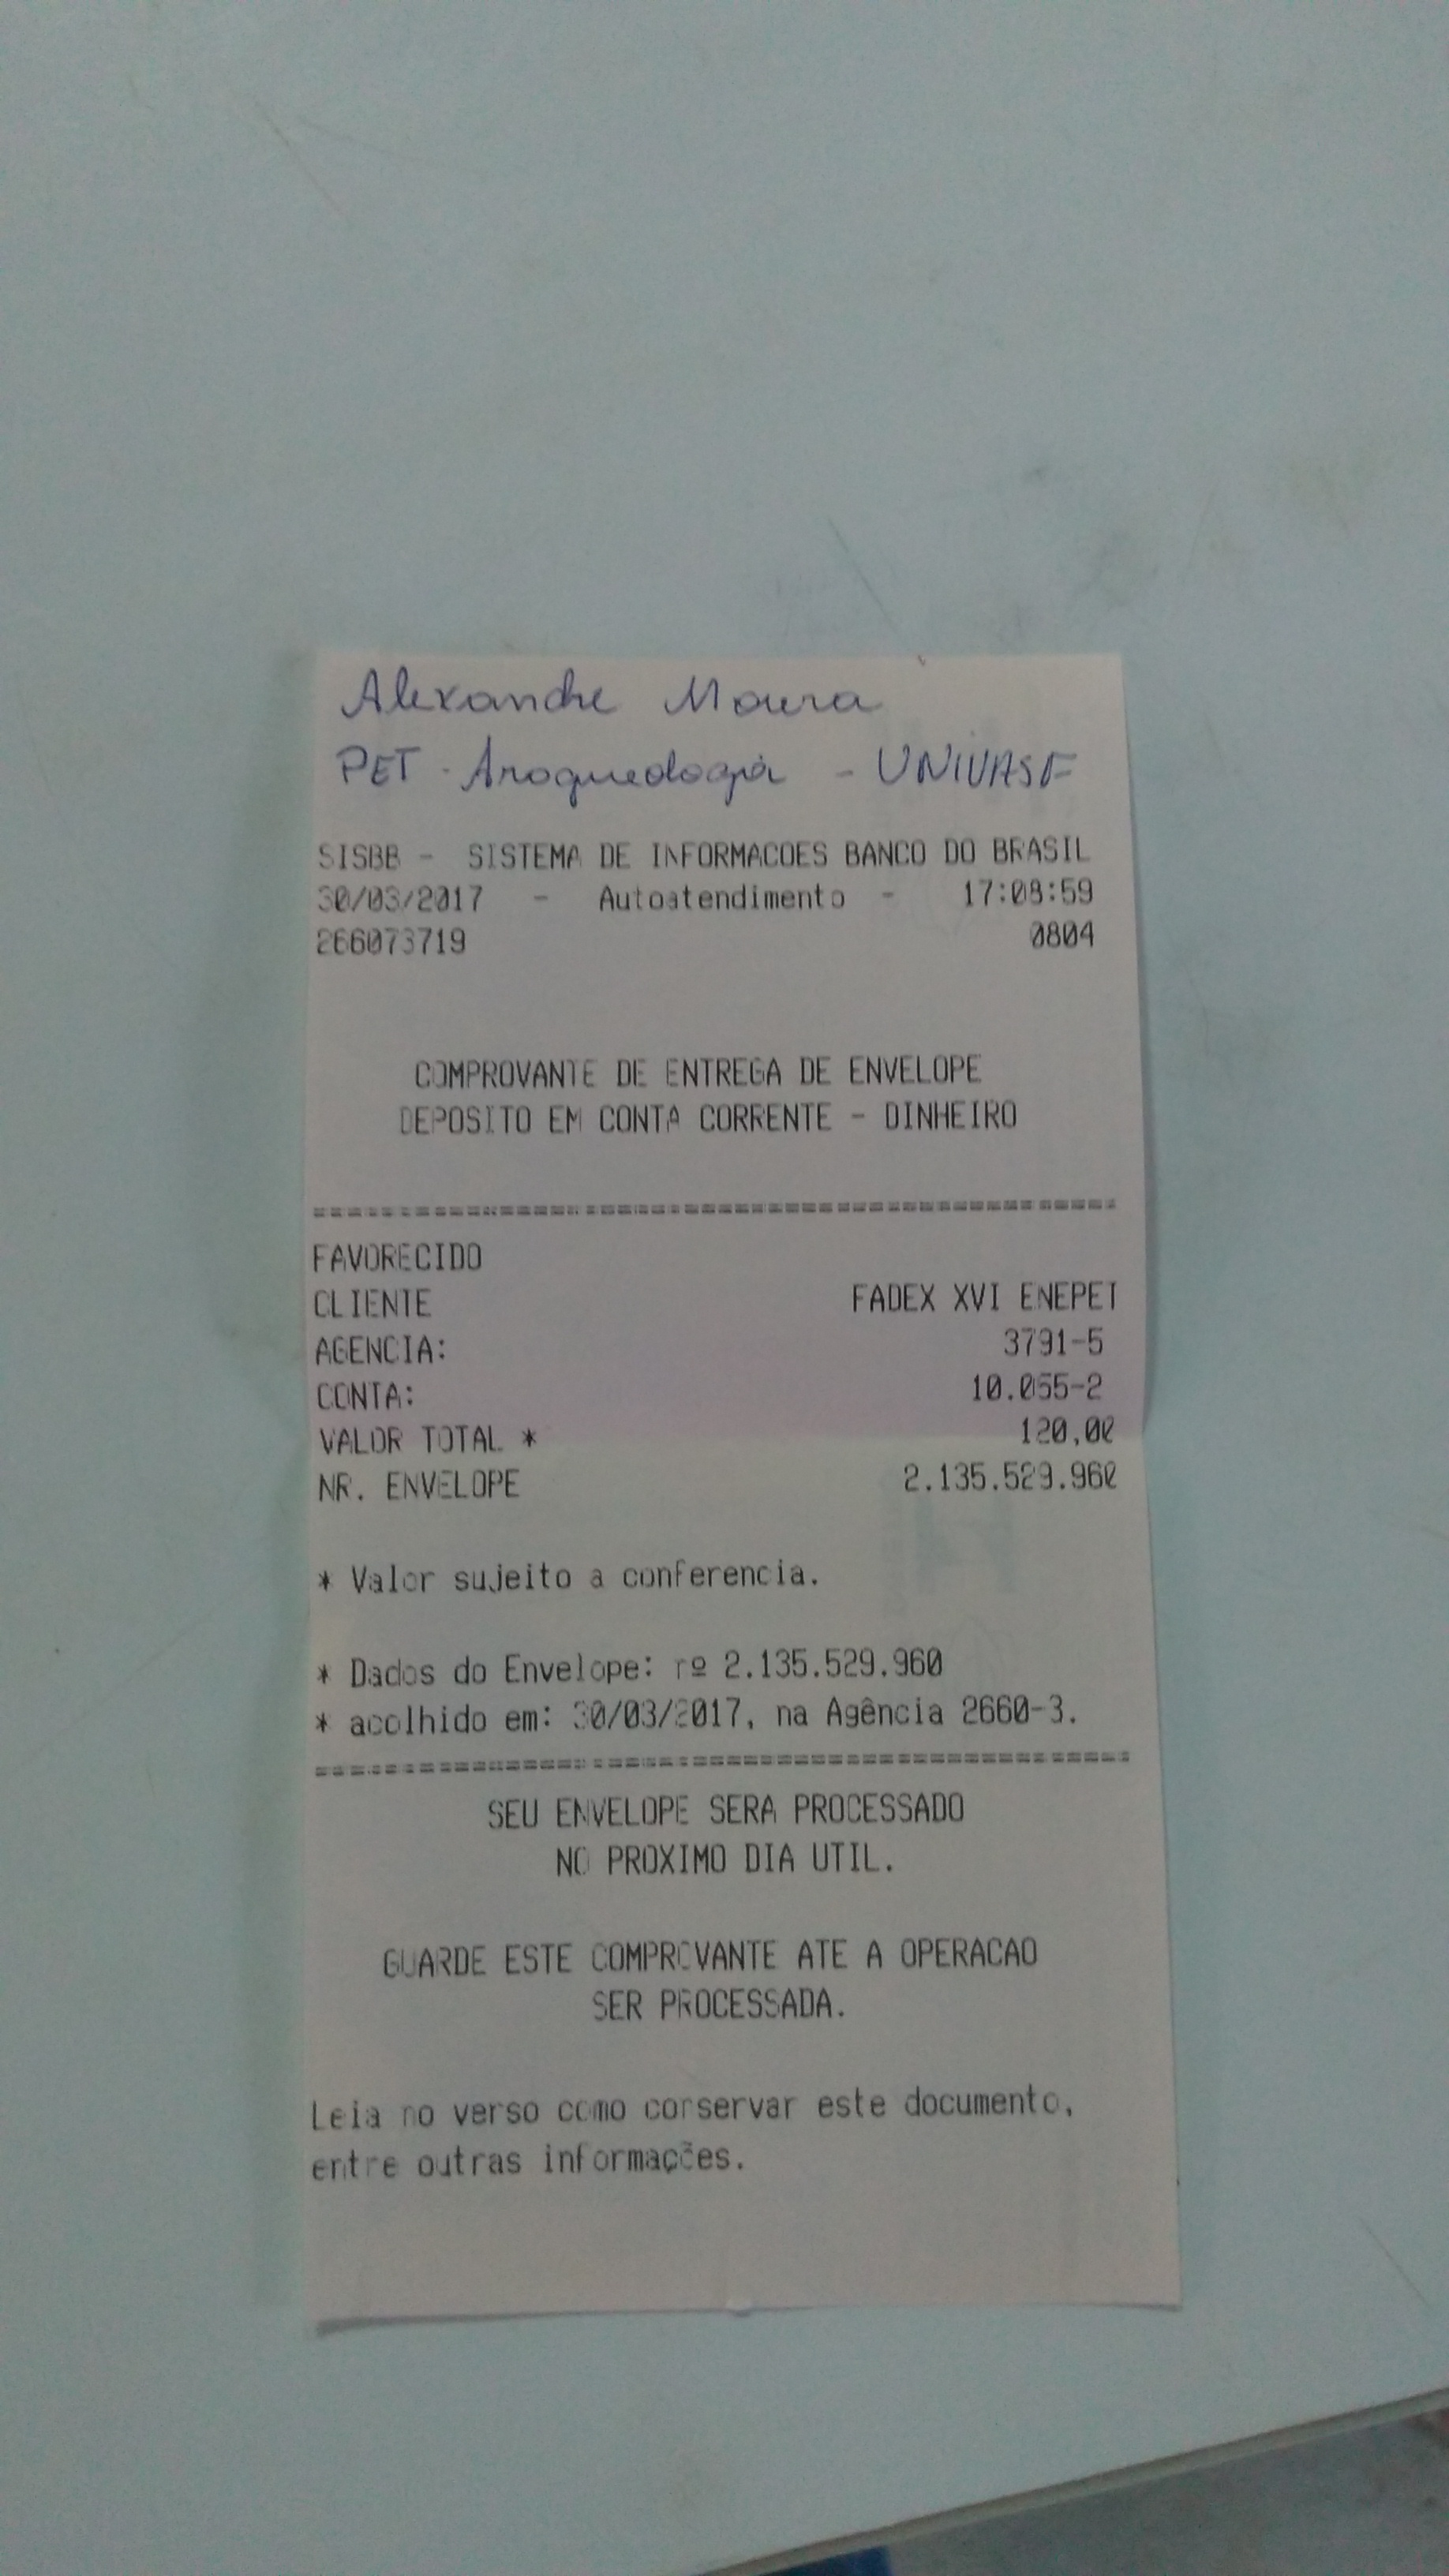 Alexandre Moura
PET - Arqueologia - UNIVASF
SISBB - SISTEMA DE INFORMACOES BANCO DO BRASIL
30/03/2017 - Autoatendimento - 17:08:59
266073719 0804
COMPROVANTE DE ENTREGA DE ENVELOPE
DEPOSITO EM CONTA CORRENTE - DINHEIRO
================================================
FAVORECIDO
CLIENTE FADEX XVI ENEPET
AGENCIA: 3791-5
CONTA:
VALOR TOTAL * 120,00
NR. ENVELOPE 2.135.529.960
* Valor sujeito a conferencia.
* Dados do Envelope: nº 2.135.529.960
* acolhido em: 30/03/2017, na Agência 2660-3.
================================================
SEU ENVELOPE SERA PROCESSADO
NO PROXIMO DIA UTIL.
GUARDE ESTE COMPROVANTE ATE A OPERACAO
SER PROCESSADA.
Leia no verso como conservar este documento,
entre outras informações.